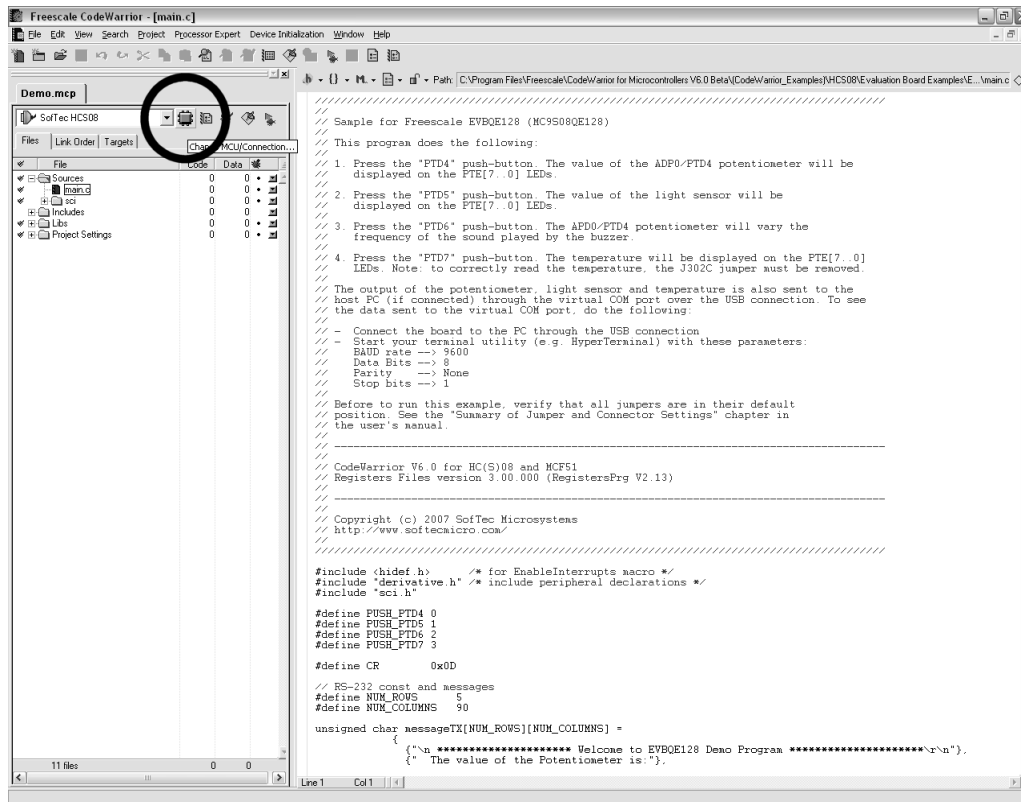 Freescale CodeWarrior - [main.c]
File Edit View Search Project Processor Expert Device Initialization Window Help
Path: C:\Program Files\Freescale\CodeWarrior for Microcontrollers V6.0 Beta\(CodeWarrior_Examples)\HCS08\Evaluation Board Examples\E...\main.c
Demo.mcp
SofTec HCS08
Files Link Order Targets
MCU/Connection...
File Code Data
Sources 0 0
main.c 0 0
sci 0 0
Includes 0 0
Libs 0 0
Project Settings 0 0
11 files 0 0
/////////////////////////////////////////////////////////////////////////////////////////
//
// Sample for Freescale EVBQE128 (MC9S08QE128)
//
// This program does the following:
//
// 1. Press the "PTD4" push-button. The value of the ADP0/PTD4 potentiometer will be
// displayed on the PTE[7..0] LEDs.
//
// 2. Press the "PTD5" push-button. The value of the light sensor will be
// displayed on the PTE[7..0] LEDs.
//
// 3. Press the "PTD6" push-button. The APD0/PTD4 potentiometer will vary the
// frequency of the sound played by the buzzer.
//
// 4. Press the "PTD7" push-button. The temperature will be displayed on the PTE[7..0]
// LEDs. Note: to correctly read the temperature, the J302C jumper must be removed.
//
// The output of the potentiometer, light sensor and temperature is also sent to the
// host PC (if connected) through the virtual COM port over the USB connection. To see
// the data sent to the virtual COM port, do the following:
//
// - Connect the board to the PC through the USB connection
// - Start your terminal utility (e.g. HyperTerminal) with these parameters:
// BAUD rate --> 9600
// Data Bits --> 8
// Parity --> None
// Stop bits --> 1
//
// Before to run this example, verify that all jumpers are in their default
// position. See the "Summary of Jumper and Connector Settings" chapter in
// the user's manual.
//
// ---------------------------------------------------------------------------------------
//
// CodeWarrior V6.0 for HC(S)08 and MCF51
// Registers Files version 3.00.000 (RegistersPrg V2.13)
//
// ---------------------------------------------------------------------------------------
//
// Copyright (c) 2007 SofTec Microsystems
// http://www.softecmicro.com/
//
/////////////////////////////////////////////////////////////////////////////////////////
#include <hidef.h> /* for EnableInterrupts macro */
#include "derivative.h" /* include peripheral declarations */
#include "sci.h"
#define PUSH_PTD4 0
#define PUSH_PTD5 1
#define PUSH_PTD6 2
#define PUSH_PTD7 3
#define CR 0x0D
// RS-232 const and messages
#define NUM_ROWS 5
#define NUM_COLUMNS 90
unsigned char messageTX[NUM_ROWS][NUM_COLUMNS] =
{
{"\n ********************* Welcome to EVBQE128 Demo Program *********************\r\n"},
{" The value of the Potentiometer is:"},
Line 1 Col 1